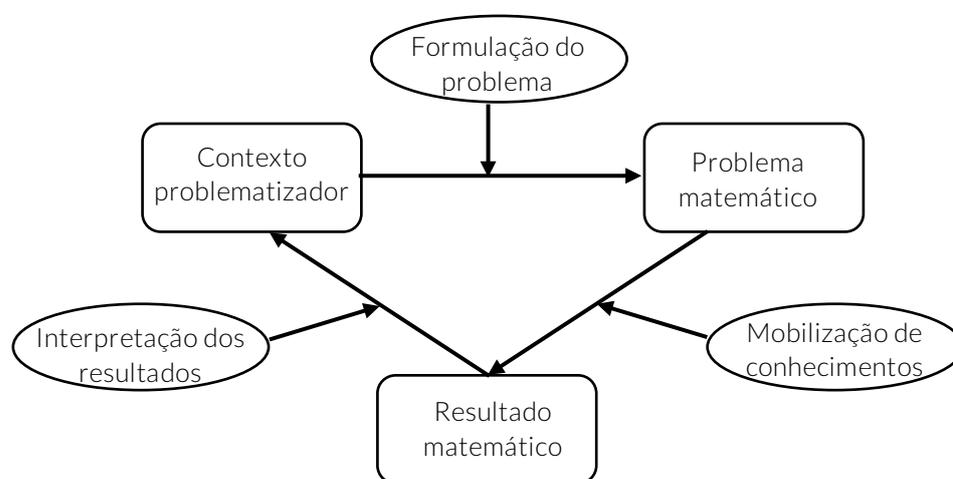 Formulação do
problema
Contexto
problematizador
Problema
matemático
Interpretação dos
resultados
Mobilização de
conhecimentos
Resultado
matemático